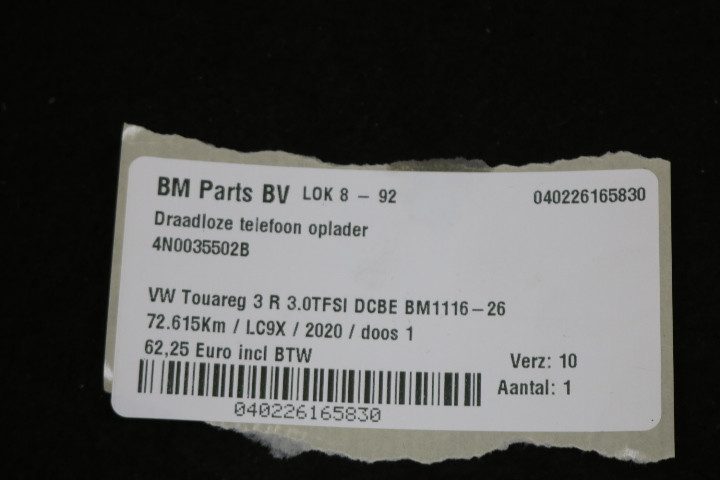 BM Parts BV LOK 8 - 92 040226165830
Draadloze telefoon oplader
4N0035502B
VW Touareg 3 R 3.0TFSI DCBE BM1116-26
72.615Km / LC9X / 2020 / doos 1
62,25 Euro incl BTW
Verz: 10
Aantal: 1
040226165830